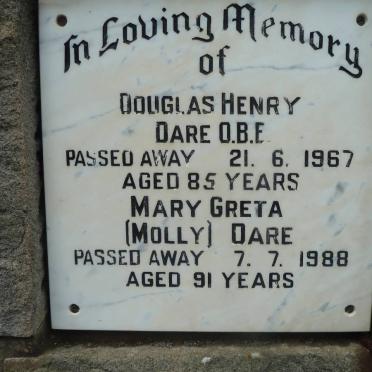 In Loving Memory
of
DOUGLAS HENRY
DARE O.B.E.
PASSED AWAY 21. 6. 1967
AGED 85 YEARS
MARY GRETA
(MOLLY) DARE
PASSED AWAY 7. 7. 1988
AGED 91 YEARS